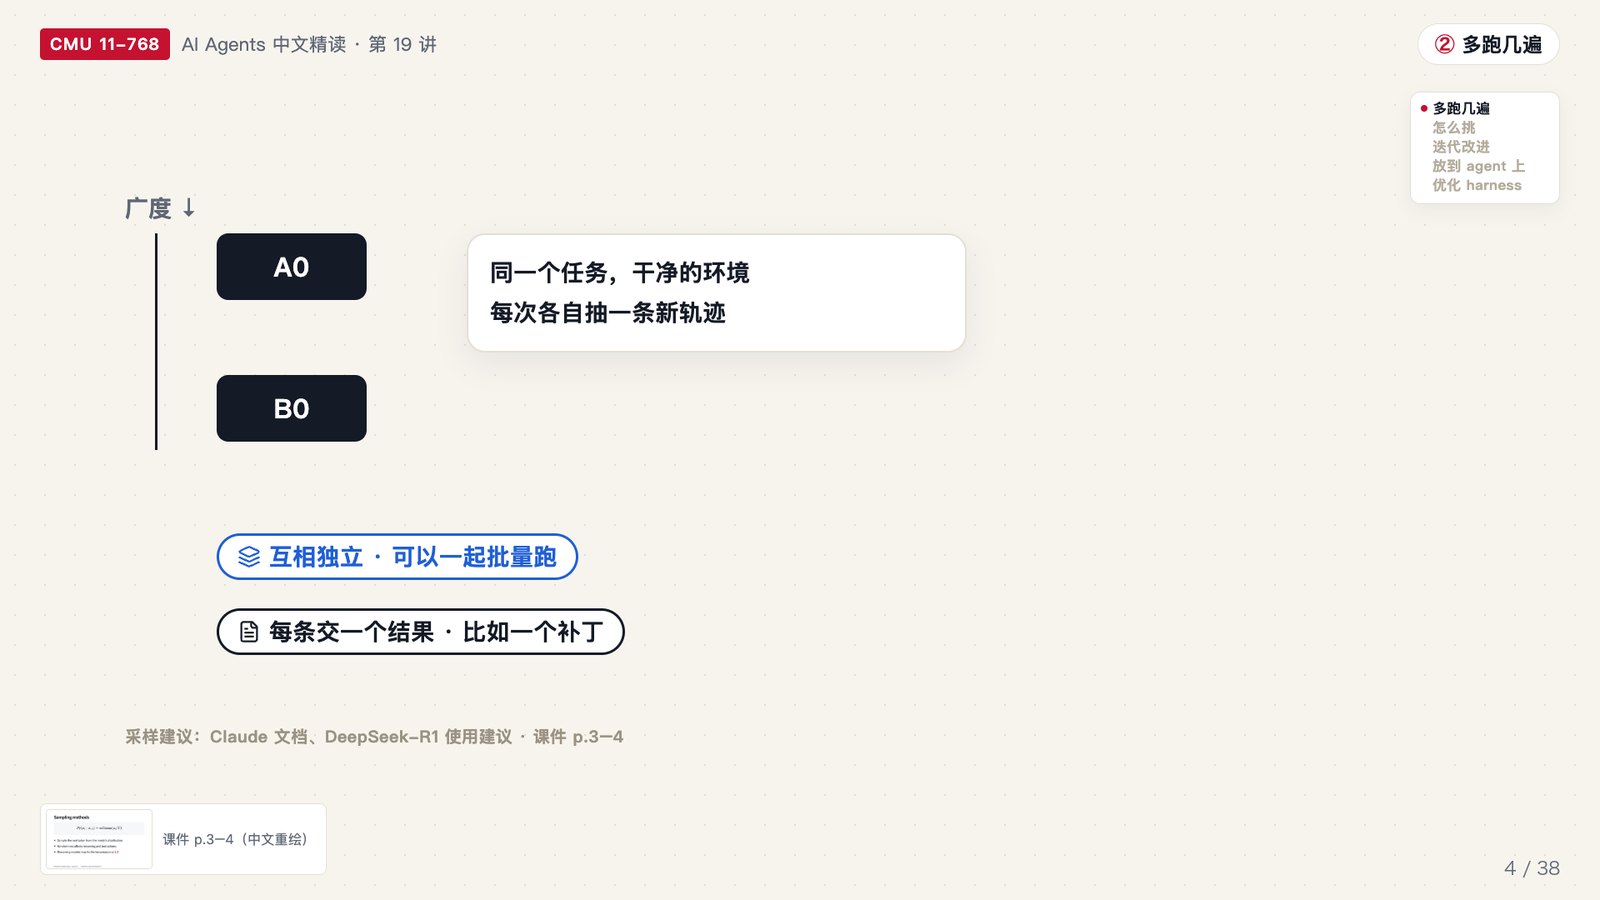 CMU 11-768
AI Agents 中文精读 · 第 19 讲
② 多跑几遍
多跑几遍
怎么挑
迭代改进
放到 agent 上
优化 harness
广度 ↓
A0
同一个任务，干净的环境
每次各自抽一条新轨迹
B0
互相独立 · 可以一起批量跑
每条交一个结果 · 比如一个补丁
采样建议：Claude 文档、DeepSeek-R1 使用建议 · 课件 p.3–4
Sampling methods
课件 p.3–4（中文重绘）
4 / 38